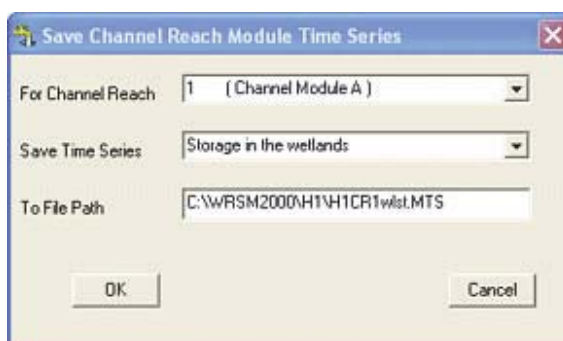 Save Channel Reach Module Time Series
For Channel Reach 1 ( Channel Module A )
Save Time Series Storage in the wetlands
To File Path C:\WRSM2000\H1\H1CR1wlst.MTS
OK Cancel